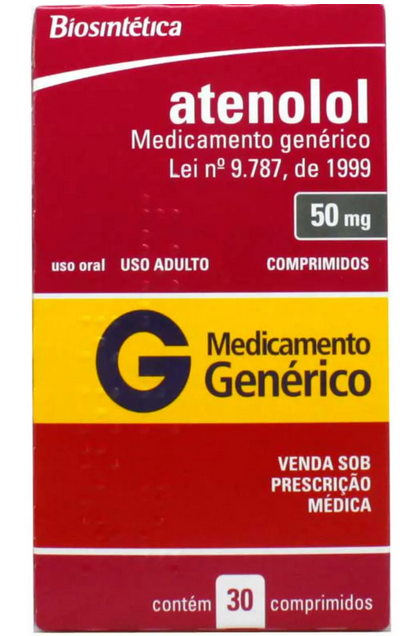 Biosintética
atenolol
Medicamento genérico
Lei nº 9.787, de 1999
50 mg
uso oral USO ADULTO COMPRIMIDOS
G Medicamento
Genérico
VENDA SOB
PRESCRIÇÃO
MÉDICA
contém 30 comprimidos